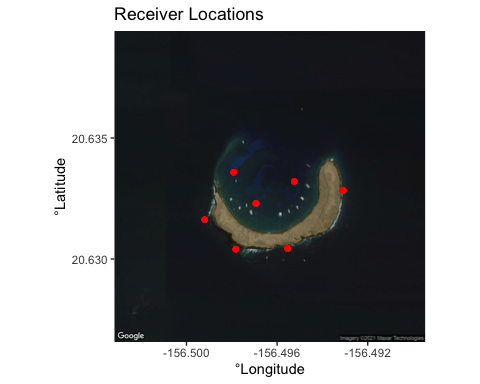 Receiver Locations
°Latitude
20.635
20.630
Google
Imagery ©2021 Maxar Technologies
-156.500
-156.496
-156.492
°Longitude